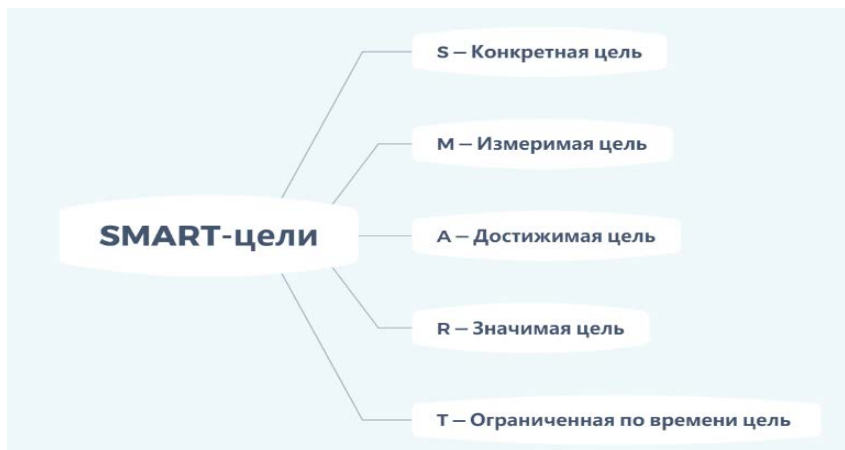 S — Конкретная цель
M — Измеримая цель
SMART-цели
A — Достижимая цель
R — Значимая цель
T — Ограниченная по времени цель